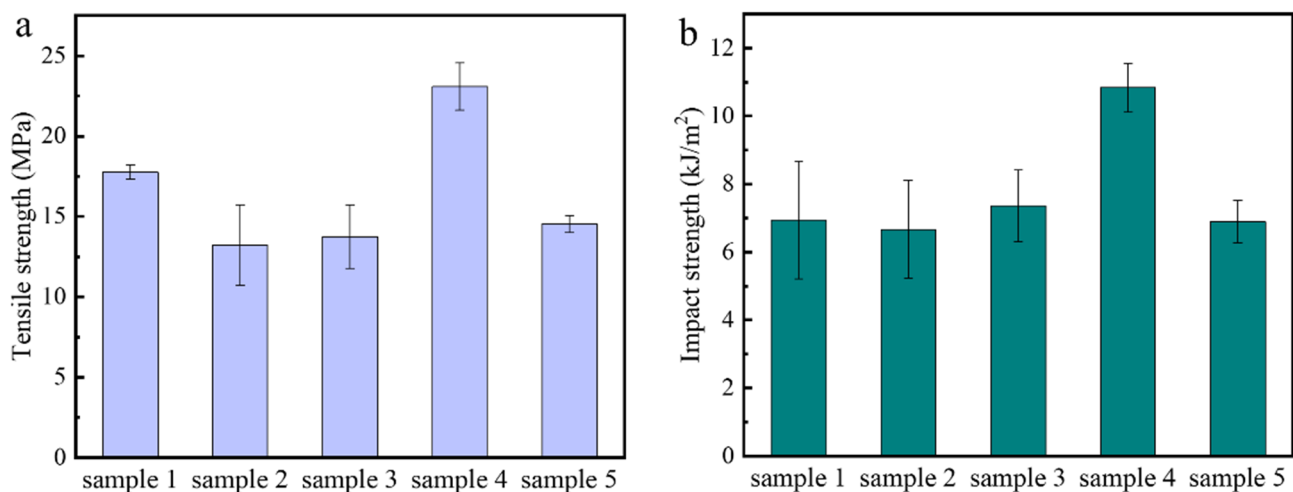 a
Tensile strength (MPa)
25
20
15
10
5
0
sample 1 sample 2 sample 3 sample 4 sample 5
b
Impact strength (kJ/m²)
12
10
8
6
4
2
0
sample 1 sample 2 sample 3 sample 4 sample 5